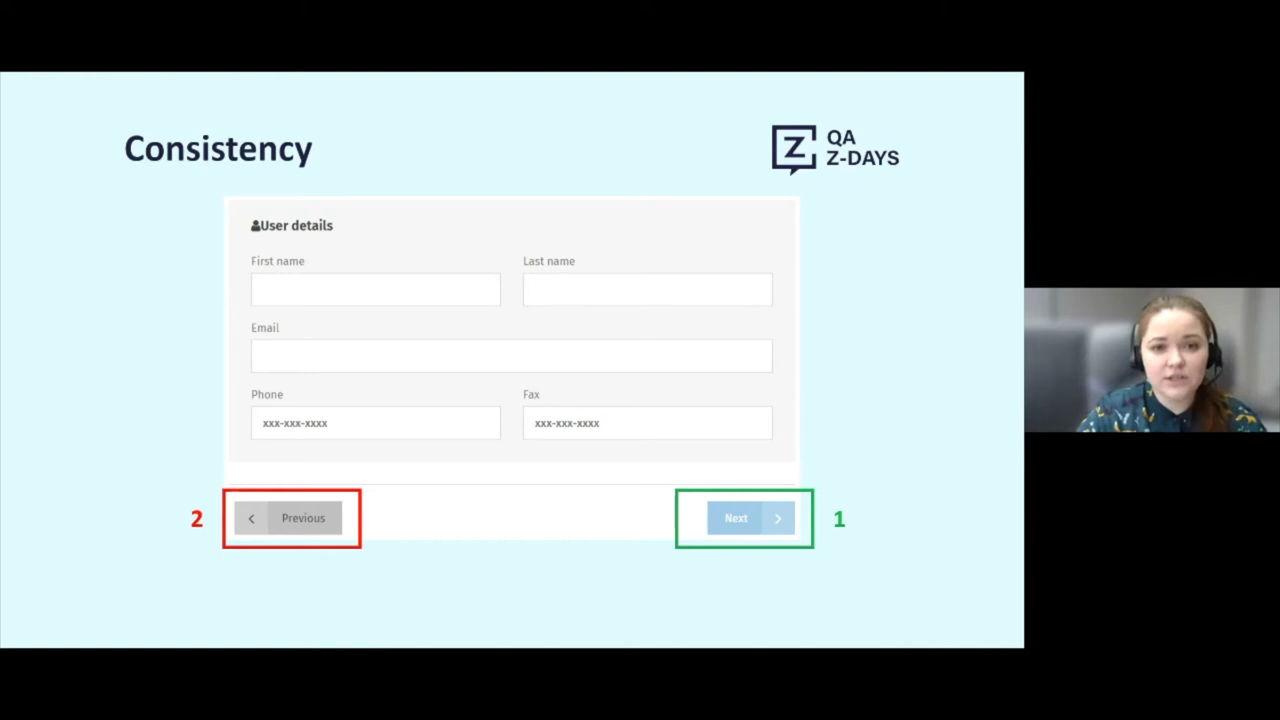 Consistency
QA
Z-DAYS
User details
First name
Last name
Email
Phone
Fax
xxx-xxx-xxxx
xxx-xxx-xxxx
2
Previous
Next
1